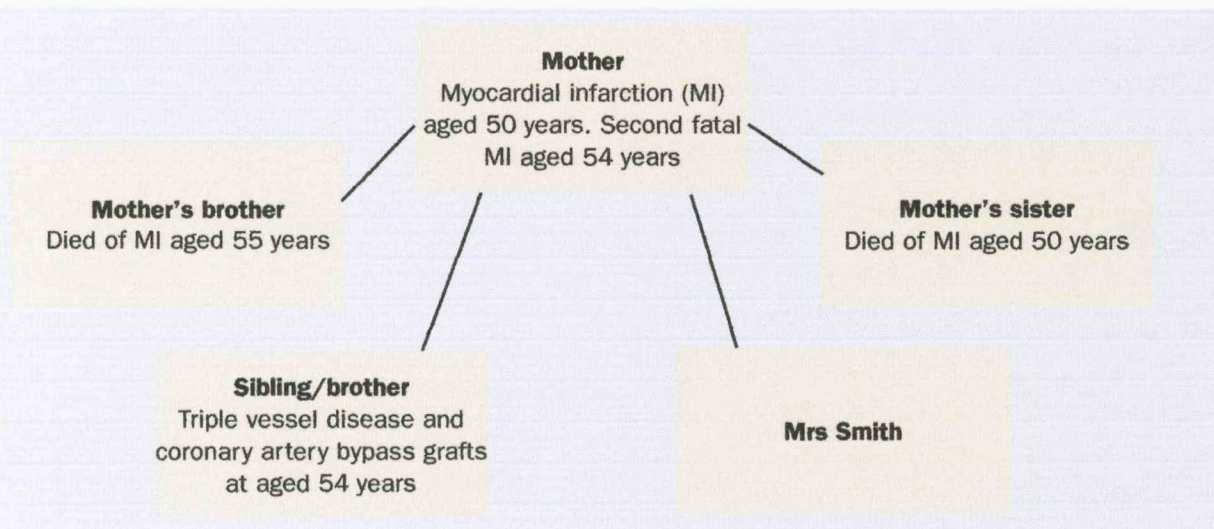 Mother
Myocardial infarction (MI)
aged 50 years. Second fatal
MI aged 54 years
Mother's brother
Died of MI aged 55 years
Mother's sister
Died of MI aged 50 years
Sibling/brother
Triple vessel disease and
coronary artery bypass grafts
at aged 54 years
Mrs Smith